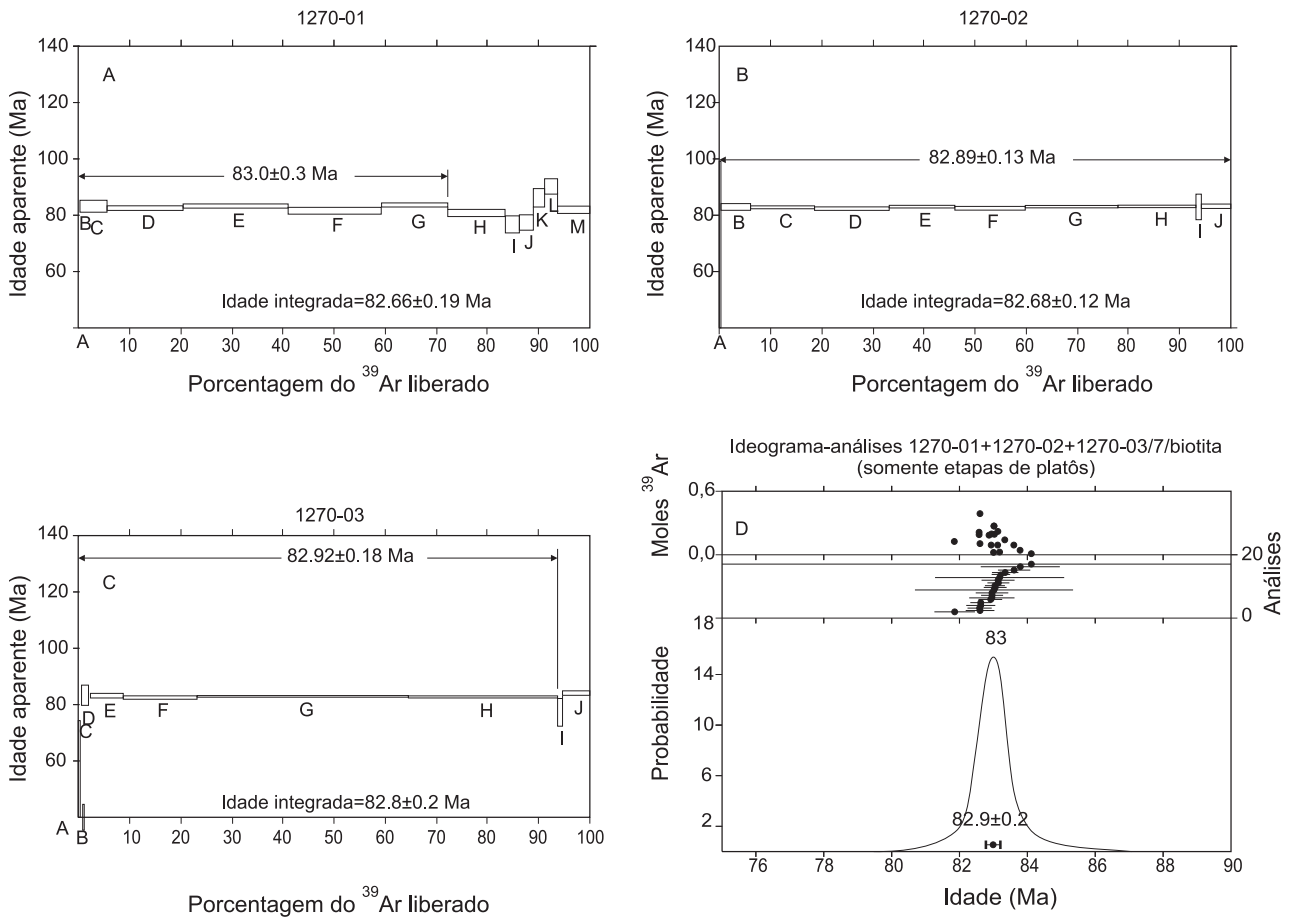 1270-01
140
120
100
80
60
Idade aparente (Ma)
A
83.0±0.3 Ma
B
C
D
E
F
G
H
I
J
K
L
M
Idade integrada=82.66±0.19 Ma
A
10 20 30 40 50 60 70 80 90 100
Porcentagem do 39Ar liberado
1270-02
140
120
100
80
60
Idade aparente (Ma)
B
82.89±0.13 Ma
B
C
D
E
F
G
H
I
J
Idade integrada=82.68±0.12 Ma
A
10 20 30 40 50 60 70 80 90 100
Porcentagem do 39Ar liberado
1270-03
140
120
100
80
60
Idade aparente (Ma)
82.92±0.18 Ma
C
D
C
E
F
G
H
I
J
Idade integrada=82.8±0.2 Ma
A
B
10 20 30 40 50 60 70 80 90 100
Porcentagem do 39Ar liberado
Ideograma-análises 1270-01+1270-02+1270-03/7/biotita
(somente etapas de platôs)
Moles 39Ar
0,6
0,0
D
20
0
Análises
18
14
10
6
2
Probabilidade
83
82.9±0.2
76 78 80 82 84 86 88 90
Idade (Ma)